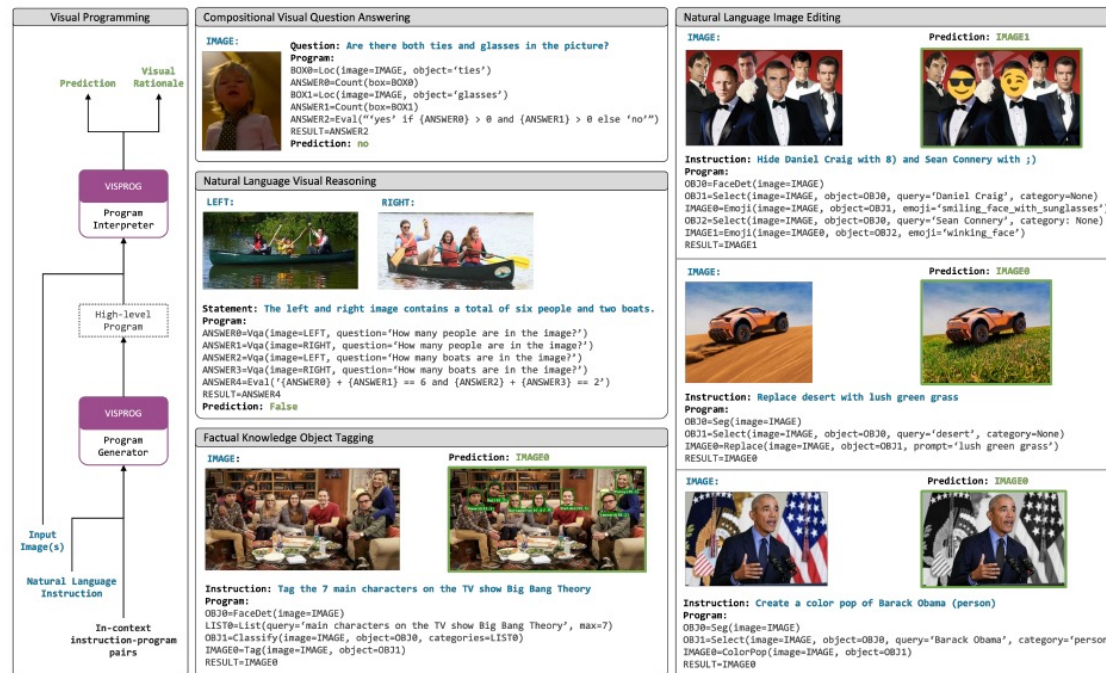 Visual Programming
Prediction
Visual
Rationale
VISPROG
Program
Interpreter
High-level
Program
VISPROG
Program
Generator
Input
Image(s)
Natural Language
Instruction
In-context
instruction-program
pairs
Compositional Visual Question Answering
IMAGE:
Question: Are there both ties and glasses in the picture?
Program:
BOX0=Loc(image=IMAGE, object=‘ties’)
ANSWER0=Count(box=BOX0)
BOX1=Loc(image=IMAGE, object=‘glasses’)
ANSWER1=Count(box=BOX1)
ANSWER2=Eval(“‘yes’ if {ANSWER0} > 0 and {ANSWER1} > 0 else ‘no’”)
RESULT=ANSWER2
Prediction: no
Natural Language Visual Reasoning
LEFT: RIGHT:
Statement: The left and right image contains a total of six people and two boats.
Program:
ANSWER0=Vqa(image=LEFT, question=‘How many people are in the image?’)
ANSWER1=Vqa(image=RIGHT, question=‘How many people are in the image?’)
ANSWER2=Vqa(image=LEFT, question=‘How many boats are in the image?’)
ANSWER3=Vqa(image=RIGHT, question=‘How many boats are in the image?’)
ANSWER4=Eval(‘{ANSWER0} + {ANSWER1} == 6 and {ANSWER2} + {ANSWER3} == 2’)
RESULT=ANSWER4
Prediction: False
Factual Knowledge Object Tagging
IMAGE: Prediction: IMAGE0
Instruction: Tag the 7 main characters on the TV show Big Bang Theory
Program:
OBJ0=FaceDet(image=IMAGE)
LIST0=List(query=‘main characters on the TV show Big Bang Theory’, max=7)
OBJ1=Classify(image=IMAGE, object=OBJ0, categories=LIST0)
IMAGE0=Tag(image=IMAGE, object=OBJ1)
RESULT=IMAGE0
Natural Language Image Editing
IMAGE: Prediction: IMAGE1
Instruction: Hide Daniel Craig with 8) and Sean Connery with ;)
Program:
OBJ0=FaceDet(image=IMAGE)
OBJ1=Select(image=IMAGE, object=OBJ0, query=‘Daniel Craig’, category=None)
IMAGE0=Emoji(image=IMAGE, object=OBJ1, emoji=‘smiling_face_with_sunglasses’)
OBJ2=Select(image=IMAGE, object=OBJ0, query=‘Sean Connery’, category: None)
IMAGE1=Emoji(image=IMAGE0, object=OBJ2, emoji=‘winking_face’)
RESULT=IMAGE1
IMAGE: Prediction: IMAGE0
Instruction: Replace desert with lush green grass
Program:
OBJ0=Seg(image=IMAGE)
OBJ1=Select(image=IMAGE, object=OBJ0, query=‘desert’, category=None)
IMAGE0=Replace(image=IMAGE, object=OBJ1, prompt=‘lush green grass’)
RESULT=IMAGE0
IMAGE: Prediction: IMAGE0
Instruction: Create a color pop of Barack Obama (person)
Program:
OBJ0=Seg(image=IMAGE)
OBJ1=Select(image=IMAGE, object=OBJ0, query=‘Barack Obama’, category=‘person
IMAGE0=ColorPop(image=IMAGE, object=OBJ1)
RESULT=IMAGE0